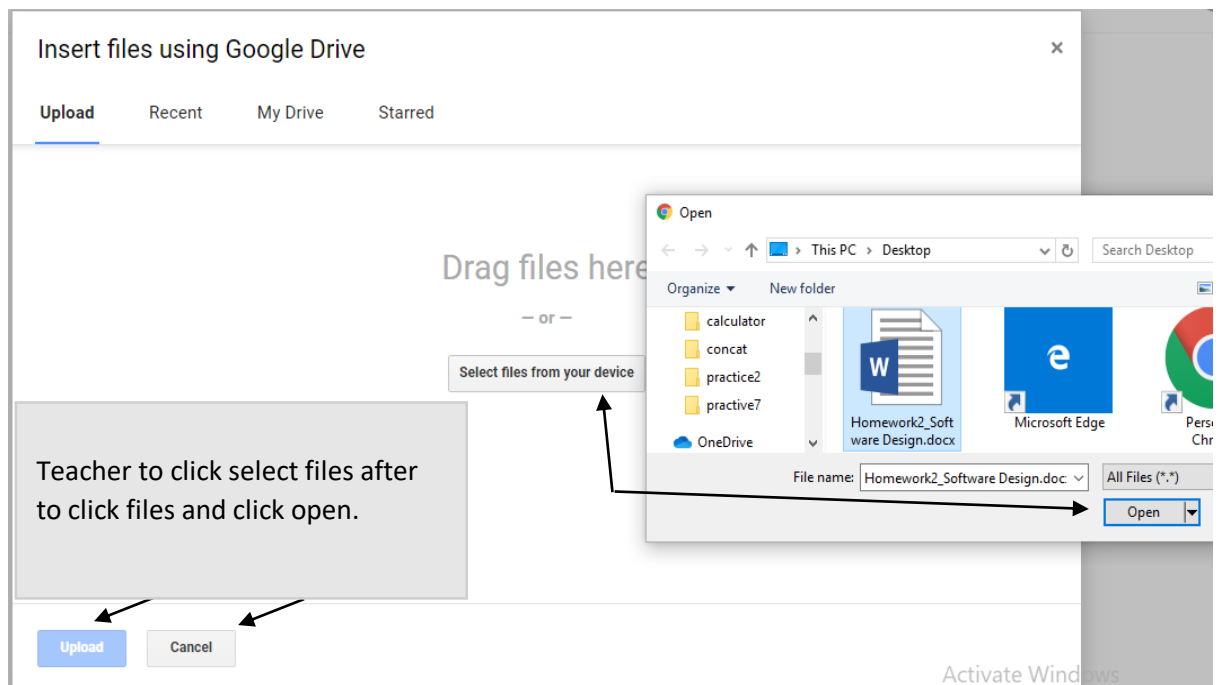 Insert files using Google Drive ×
Upload Recent My Drive Starred
Drag files here
— or —
Select files from your device
Open
This PC › Desktop
Search Desktop
Organize New folder
calculator
concat
practice2
practive7
OneDrive
W
Homework2_Soft
ware Design.docx
Microsoft Edge
File name: Homework2_Software Design.doc
All Files (*.*)
Open
Teacher to click select files after
to click files and click open.
Upload Cancel
Activate Windows